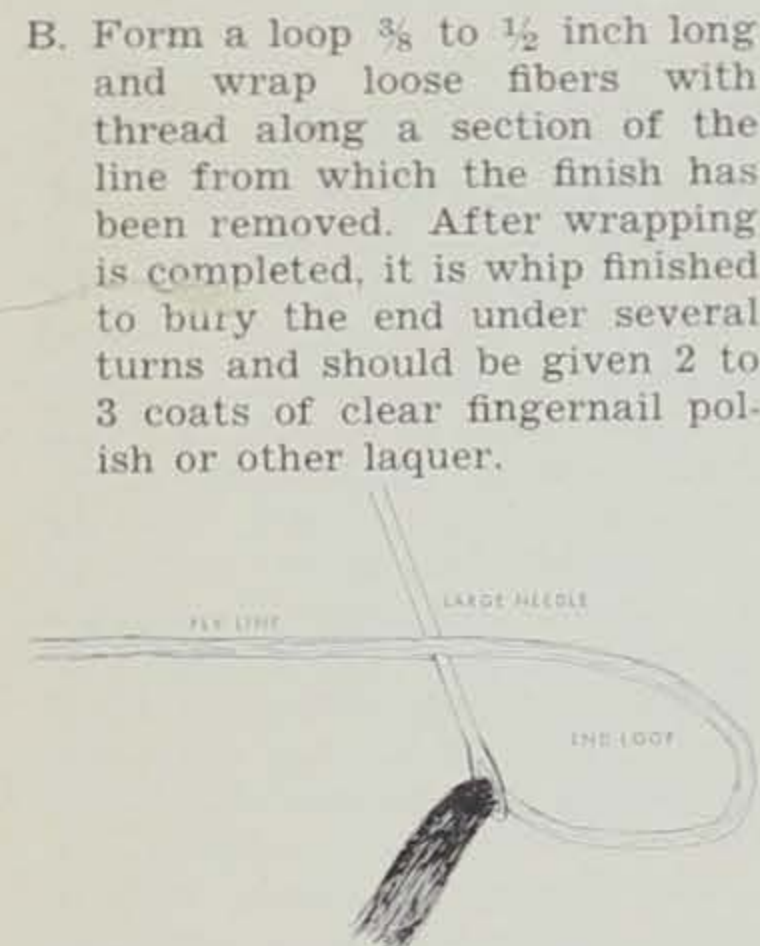 B. Form a loop ⅜ to ½ inch long
and wrap loose fibers with
thread along a section of the
line from which the finish has
been removed. After wrapping
is completed, it is whip finished
to bury the end under several
turns and should be given 2 to
3 coats of clear fingernail pol-
ish or other laquer.
LARGE NEEDLE
FLY LINE
END LOOP